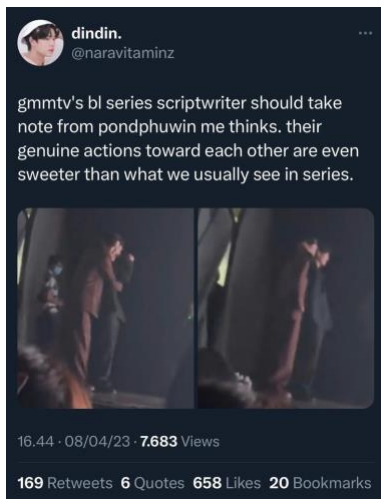 dindin.
@naravitaminz
gmmtv's bl series scriptwriter should take
note from pondphuwin me thinks. their
genuine actions toward each other are even
sweeter than what we usually see in series.
16.44 · 08/04/23 · 7.683 Views
169 Retweets 6 Quotes 658 Likes 20 Bookmarks